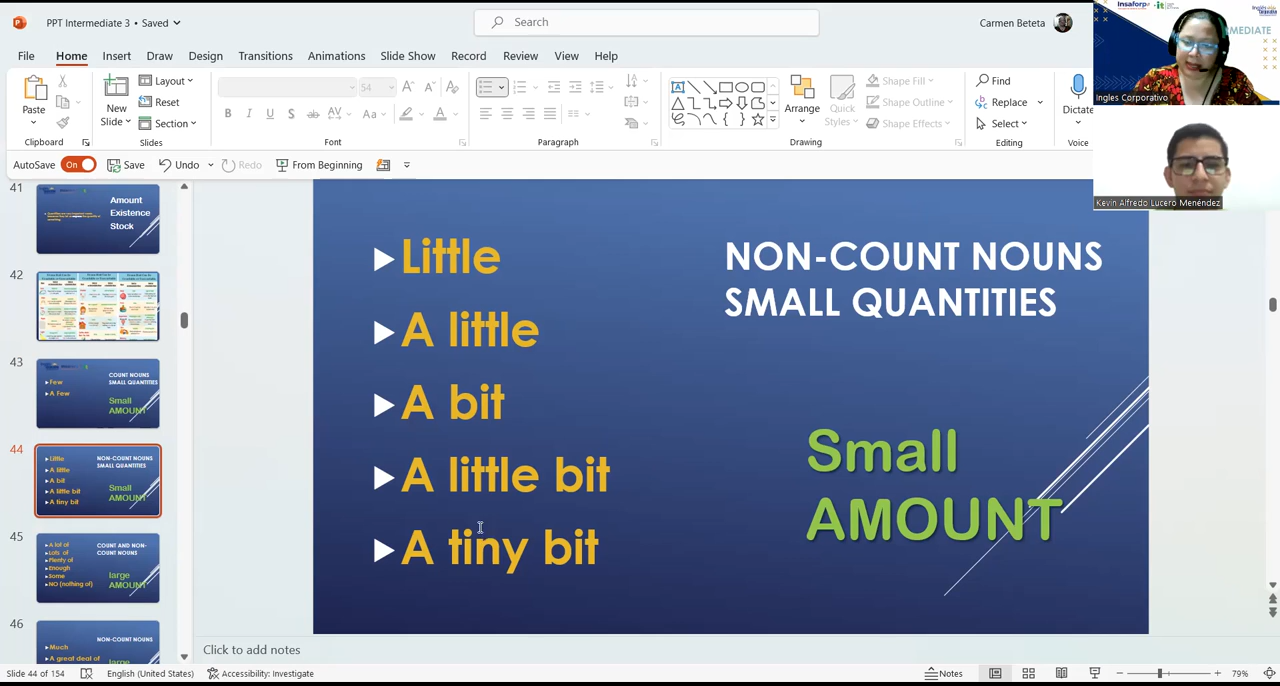 PPT Intermediate 3 • Saved
Search
Carmen Beteta
File Home Insert Draw Design Transitions Animations Slide Show Record Review View Help
Paste
New
Slide
Layout
Reset
Section
54
B I U S ab AV Aa A
Arrange
Quick
Styles
Shape Fill
Shape Outline
Shape Effects
Find
Replace
Select
Dictate
Clipboard Slides Font Paragraph Drawing Editing Voice
AutoSave On Save Undo Redo From Beginning
Insaforp
MEDIATE
Ingles Corporativo
Kevin Alfredo Lucero Menéndez
41
Amount
Existence
Stock
42
43
Few
A Few
COUNT NOUNS
SMALL QUANTITIES
Small
AMOUNT
44
Little
A little
A bit
A little bit
A tiny bit
NON-COUNT NOUNS
SMALL QUANTITIES
Small
AMOUNT
45
A lot of
Lots of
Plenty of
Enough
Some
NO (nothing of)
COUNT AND NON-
COUNT NOUNS
large
AMOUNT
46
Much
A great deal of
NON-COUNT NOUNS
large
Little
A little
A bit
A little bit
A tiny bit
NON-COUNT NOUNS
SMALL QUANTITIES
Small
AMOUNT
Click to add notes
Slide 44 of 154 English (United States) Accessibility: Investigate Notes 79%